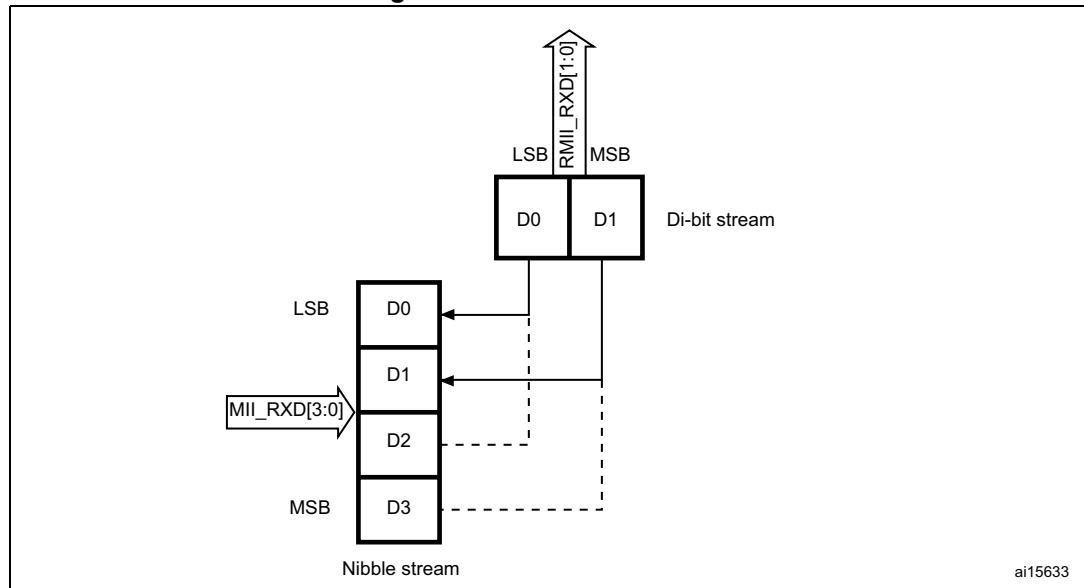 RMII_RXD[1:0]
LSB MSB
D0 D1 Di-bit stream
LSB D0
D1
MII_RXD[3:0]
D2
MSB D3
Nibble stream
ai15633